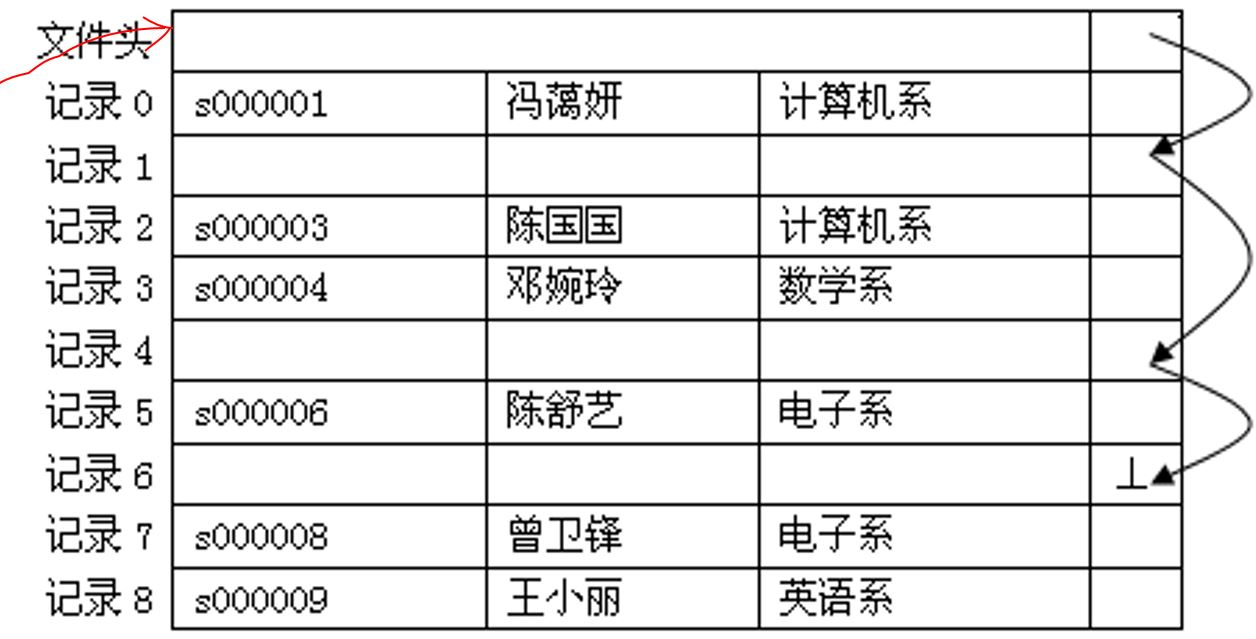 文件头
记录 0 s000001 冯蔼妍 计算机系
记录 1
记录 2 s000003 陈国国 计算机系
记录 3 s000004 邓婉玲 数学系
记录 4
记录 5 s000006 陈舒艺 电子系
记录 6 ⊥
记录 7 s000008 曾卫锋 电子系
记录 8 s000009 王小丽 英语系